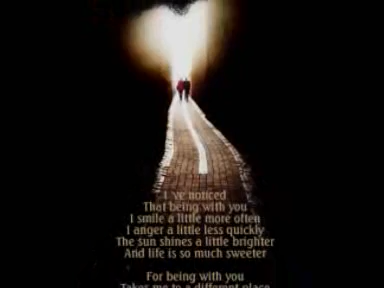 I 've noticed
That being with you
I smile a little more often
I anger a little less quickly
The sun shines a little brighter
And life is so much sweeter
For being with you
Takes me to a different place